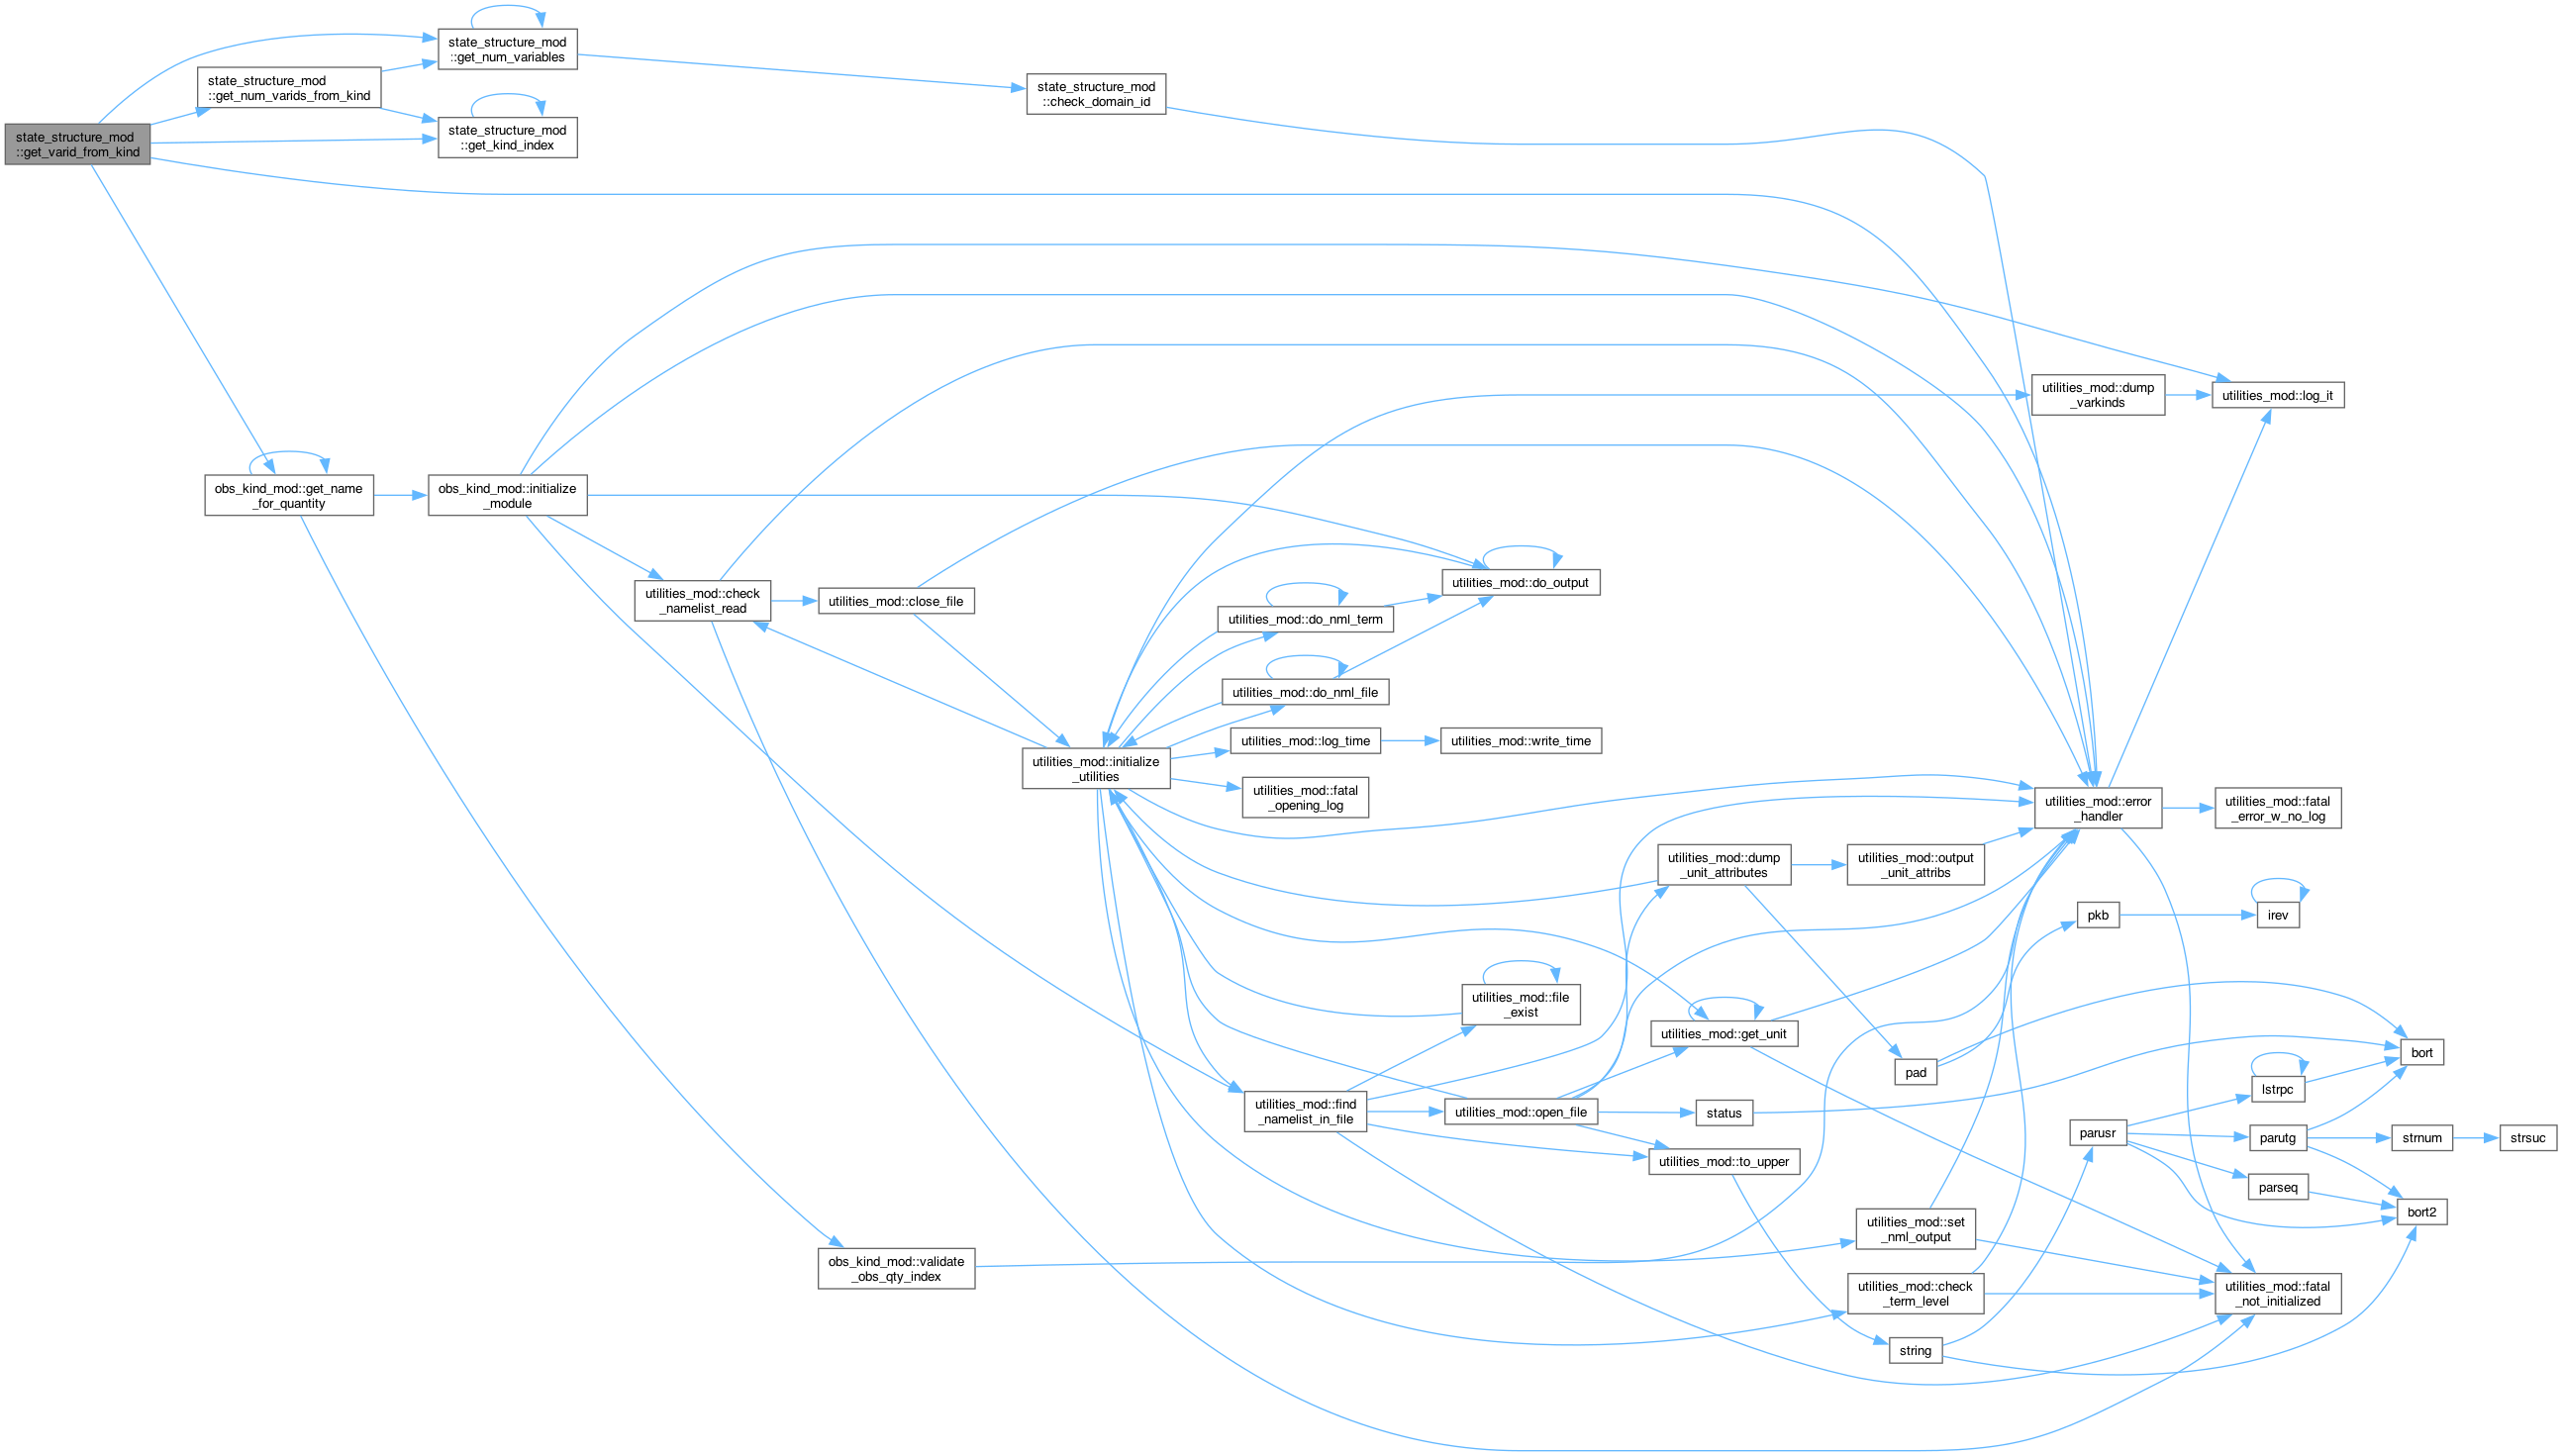 state_structure_mod
::get_varid_from_kind
state_structure_mod
::get_num_varids_from_kind
state_structure_mod
::get_num_variables
state_structure_mod
::get_kind_index
state_structure_mod
::check_domain_id
obs_kind_mod::get_name
_for_quantity
obs_kind_mod::initialize
_module
utilities_mod::check
_namelist_read
utilities_mod::close_file
utilities_mod::initialize
_utilities
obs_kind_mod::validate
_obs_qty_index
utilities_mod::do_output
utilities_mod::do_nml_term
utilities_mod::do_nml_file
utilities_mod::log_time
utilities_mod::write_time
utilities_mod::fatal
_opening_log
utilities_mod::dump
_varkinds
utilities_mod::log_it
utilities_mod::error
_handler
utilities_mod::fatal
_error_w_no_log
utilities_mod::dump
_unit_attributes
utilities_mod::output
_unit_attribs
pkb
irev
utilities_mod::file
_exist
utilities_mod::get_unit
pad
bort
utilities_mod::find
_namelist_in_file
utilities_mod::open_file
status
utilities_mod::to_upper
lstrpc
parusr
parutg
strnum
strsuc
parseq
bort2
utilities_mod::set
_nml_output
utilities_mod::check
_term_level
utilities_mod::fatal
_not_initialized
string